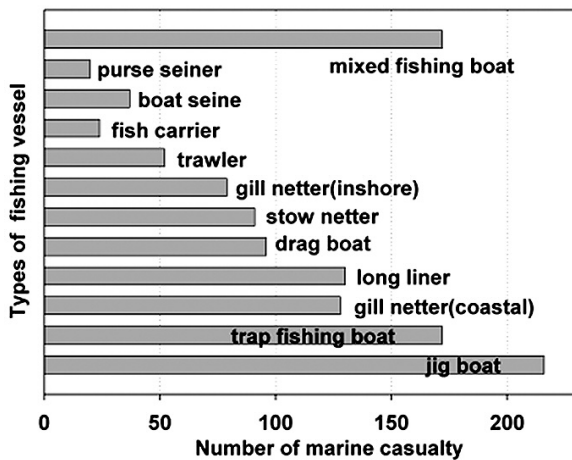 Types of fishing vessel
mixed fishing boat
purse seiner
boat seine
fish carrier
trawler
gill netter(inshore)
stow netter
drag boat
long liner
gill netter(coastal)
trap fishing boat
jig boat
0 50 100 150 200
Number of marine casualty